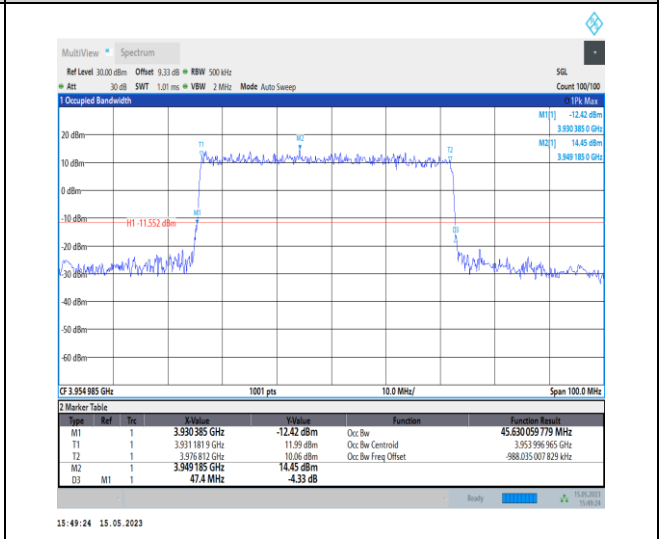 MultiView Spectrum
Ref Level 30.00 dBm Offset 9.33 dB RBW 500 kHz SGL
Att 30 dB SWT 1.01 ms VBW 2 MHz Mode Auto Sweep Count 100/100
1 Occupied Bandwidth 1Pk Max
M1[1] -12.42 dBm
3.930 385 0 GHz
M2[1] 14.45 dBm
3.949 185 0 GHz
20 dBm
T1
M2
T2
10 dBm
0 dBm
M1
-10 dBm
H1 -11.552 dBm
D3
-20 dBm
-30 dBm
-40 dBm
-50 dBm
-60 dBm
CF 3.954 985 GHz 1001 pts 10.0 MHz/ Span 100.0 MHz
2 Marker Table
Type Ref Trc X-Value Y-Value Function Function Result
M1 1 3.930385 GHz -12.42 dBm Occ Bw 45.630 059 779 MHz
T1 1 3.931 181 9 GHz 11.99 dBm Occ Bw Centroid 3.953 996 965 GHz
T2 1 3.976 812 GHz 10.06 dBm Occ Bw Freq Offset -988.035 007 829 kHz
M2 1 3.949185 GHz 14.45 dBm
D3 M1 1 47.4 MHz -4.33 dB
Ready 15.05.2023
15:49:24
15:49:24 15.05.2023